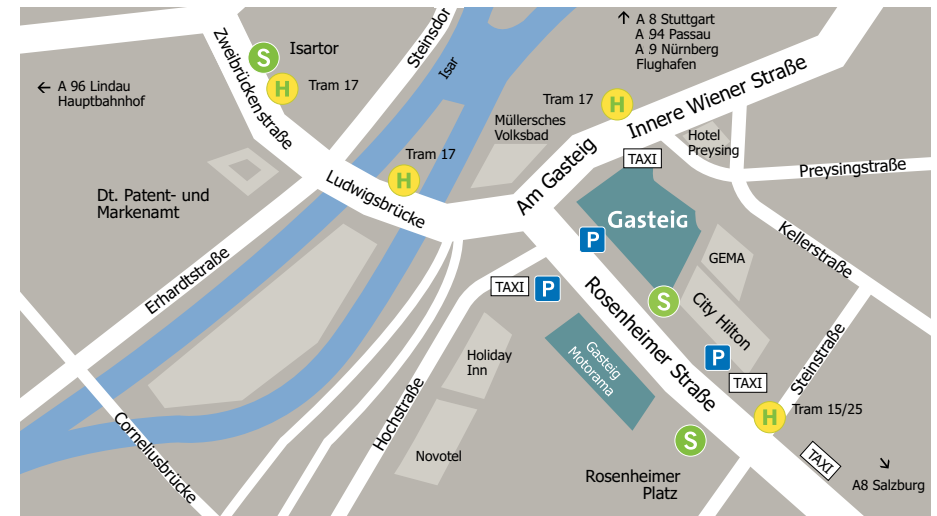 ↑ A 8 Stuttgart
A 94 Passau
A 9 Nürnberg
Flughafen
Steinsdor
Zweibrückenstraße
S
Isartor
Isar
← A 96 Lindau
Hauptbahnhof
H
Tram 17
Tram 17
H
Innere Wiener Straße
Müllersches
Volksbad
Hotel
Preysing
Tram 17
H
TAXI
Am Gasteig
Preysingstraße
Dt. Patent- und
Markenamt
Ludwigsbrücke
Gasteig
P
Kellerstraße
GEMA
Erhardtstraße
TAXI
P
S
City Hilton
Rosenheimer Straße
Gasteig
Motorama
Holiday
Inn
P
TAXI
Steinstraße
Hochstraße
H
Tram 15/25
Corneliusbrücke
Novotel
S
Rosenheimer
Platz
TAXI
↘
A8 Salzburg